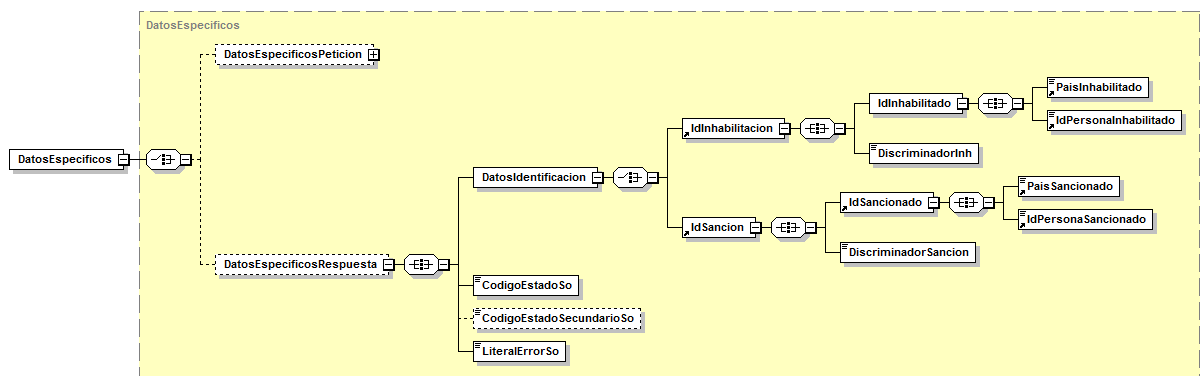 DatosEspecificos
DatosEspecificosPeticion
PaisInhabilitado
IdInhabilitado
IdPersonaInhabilitado
IdInhabilitacion
DiscriminadorInh
DatosEspecificos
DatosIdentificacion
PaisSancionado
IdSancionado
IdPersonaSancionado
IdSancion
DiscriminadorSancion
DatosEspecificosRespuesta
CodigoEstadoSo
CodigoEstadoSecundarioSo
LiteralErrorSo